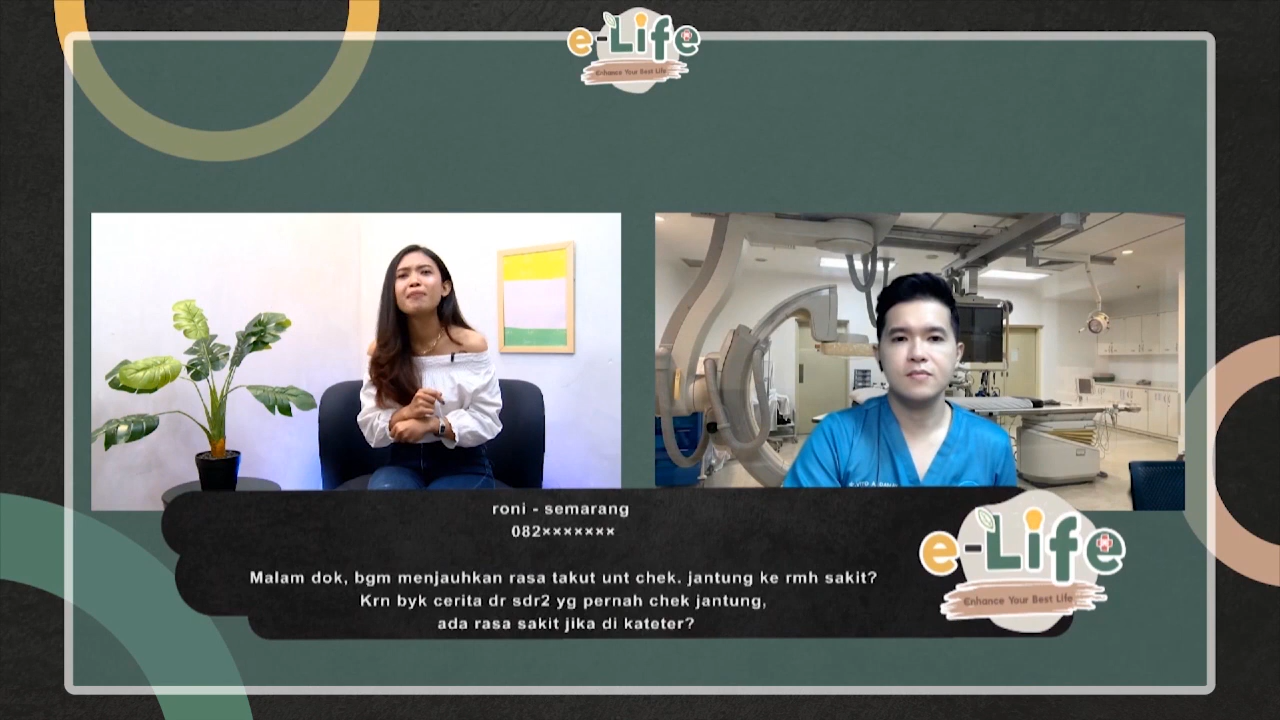 e-Life
Enhance Your Best Life
roni - semarang
082×××××××
Malam dok, bgm menjauhkan rasa takut unt chek. jantung ke rmh sakit?
Krn byk cerita dr sdr2 yg pernah chek jantung,
ada rasa sakit jika di kateter?
e-Life
Enhance Your Best Life